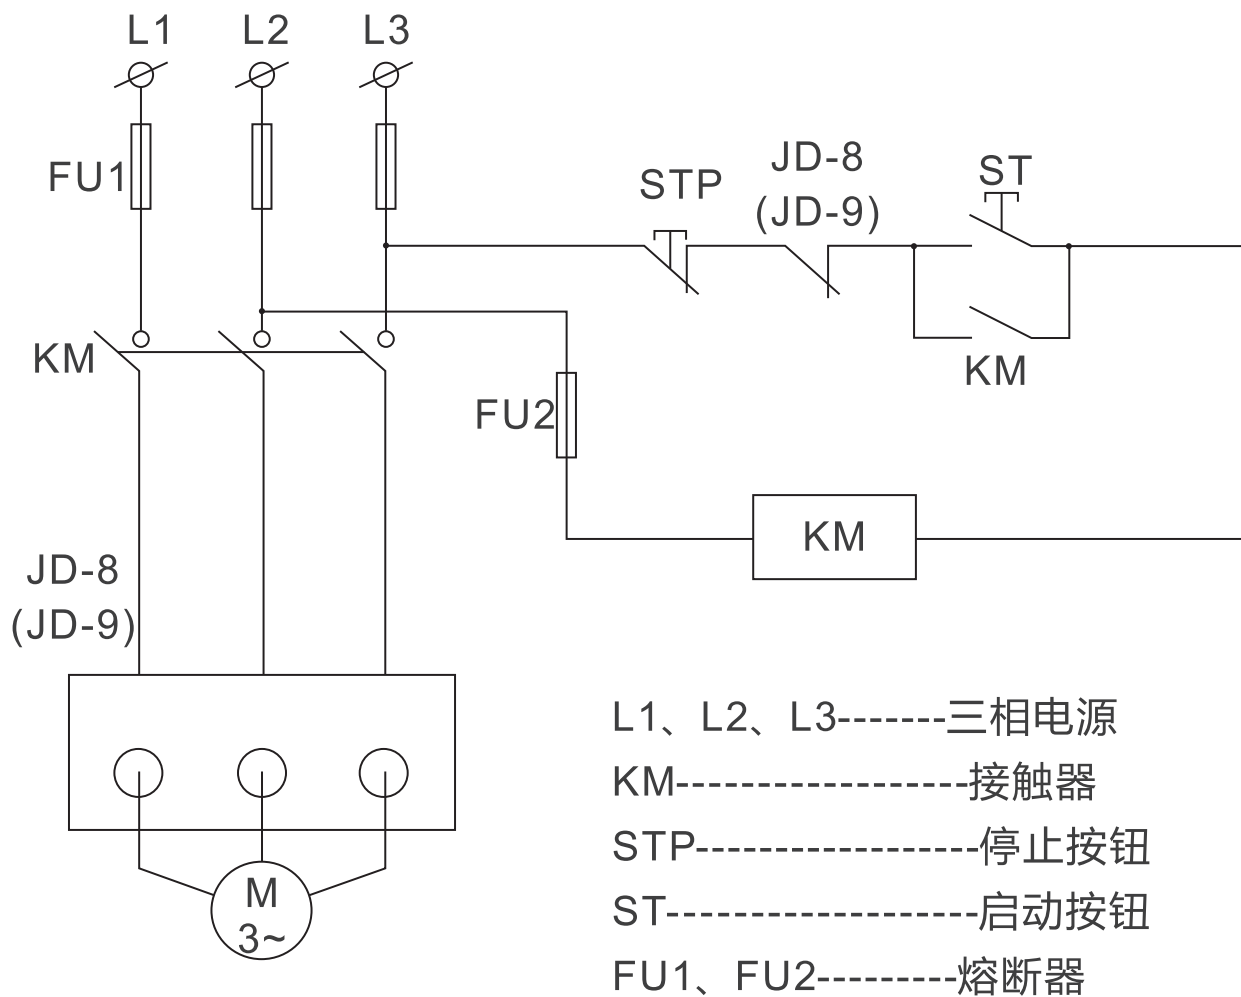 L1 L2 L3
FU1
STP
JD-8
(JD-9)
ST
KM
KM
FU2
KM
JD-8
(JD-9)
M
3~
L1、L2、L3-------三相电源
KM-------------------接触器
STP-------------------停止按钮
ST---------------------启动按钮
FU1、FU2---------熔断器